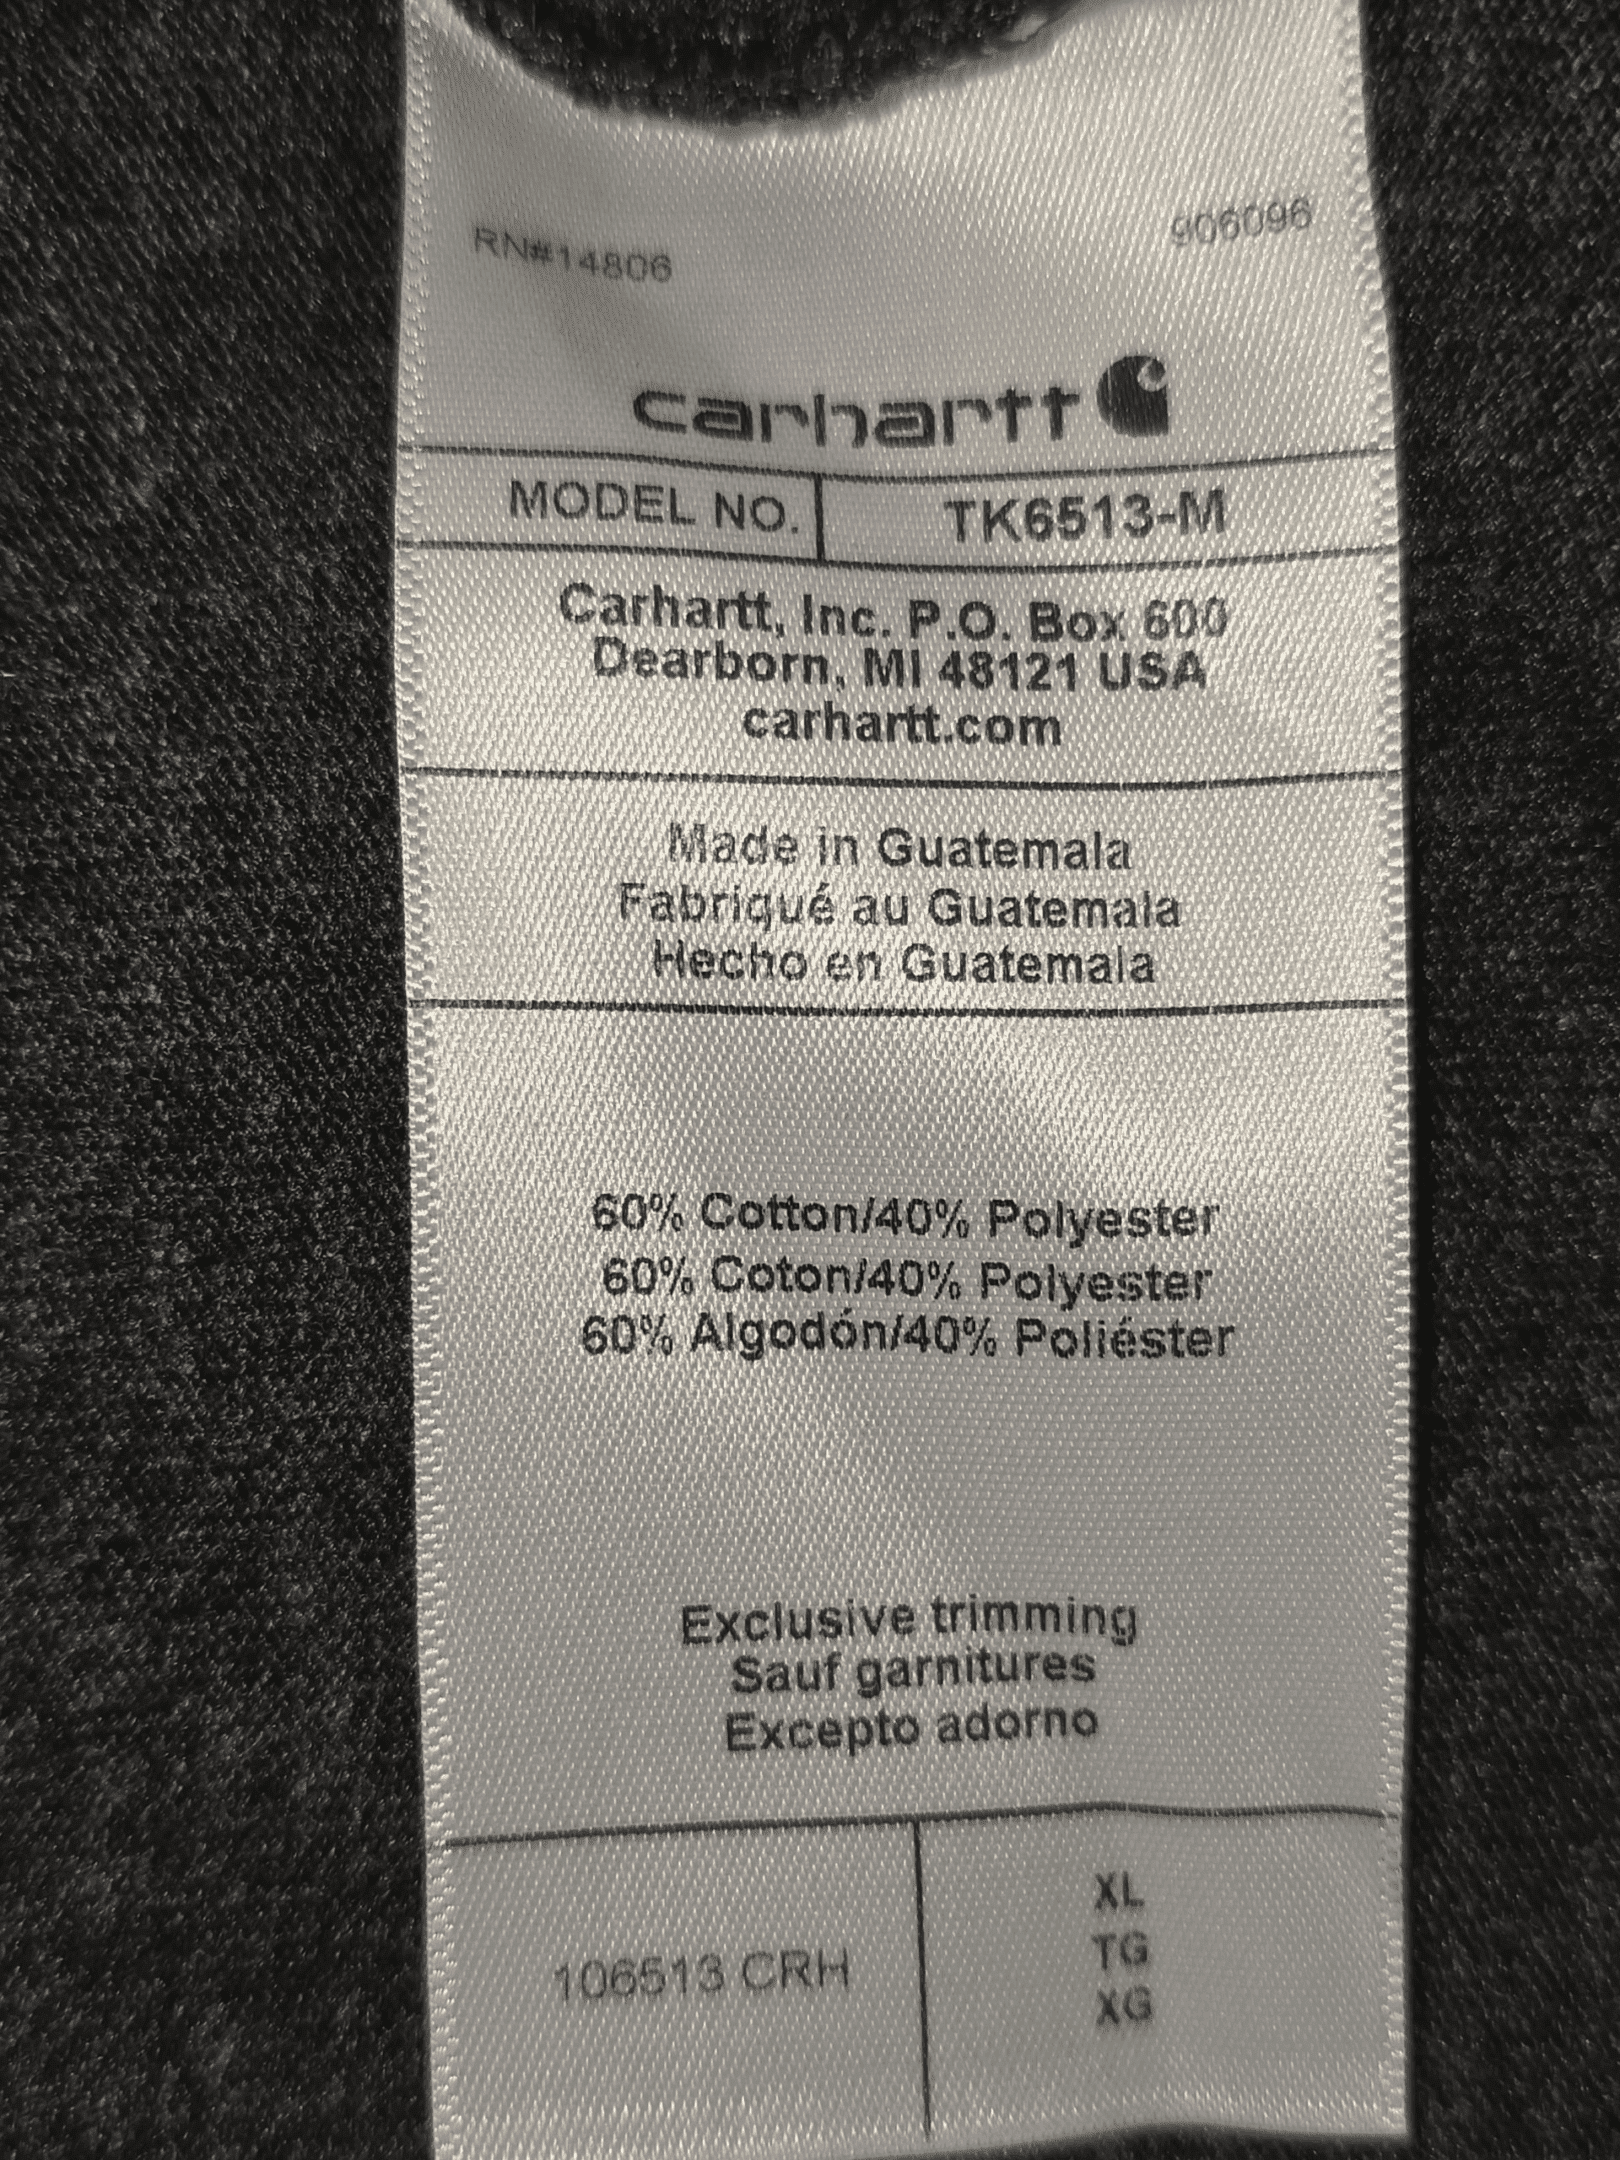 RN#14806 906096
carhartt
MODEL NO. TK6513-M
Carhartt, Inc. P.O. Box 600
Dearborn, MI 48121 USA
carhartt.com
Made in Guatemala
Fabriqué au Guatemala
Hecho en Guatemala
60% Cotton/40% Polyester
60% Coton/40% Polyester
60% Algodón/40% Poliéster
Exclusive trimming
Sauf garnitures
Excepto adorno
106513 CRH
XL
TG
XG